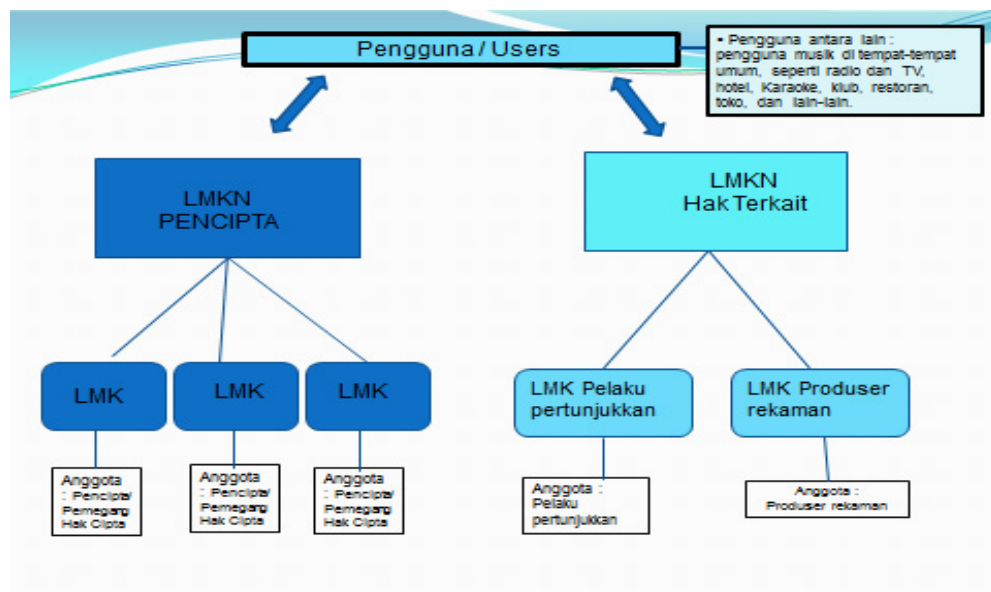 Pengguna / Users
• Pengguna antara lain :
pengguna musik di tempat-tempat
umum, seperti radio dan TV,
hotel, Karaoke, klub, restoran,
toko, dan lain-lain.
LMKN
PENCIPTA
LMKN
Hak Terkait
LMK
LMK
LMK
LMK Pelaku
pertunjukkan
LMK Produser
rekaman
Anggota
: Pencipta/
Pemegang
Hak Cipta
Anggota
: Pencipta/
Pemegang
Hak Cipta
Anggota
: Pencipta/
Pemegang
Hak Cipta
Anggota :
Pelaku
pertunjukkan
Anggota :
Produser rekaman